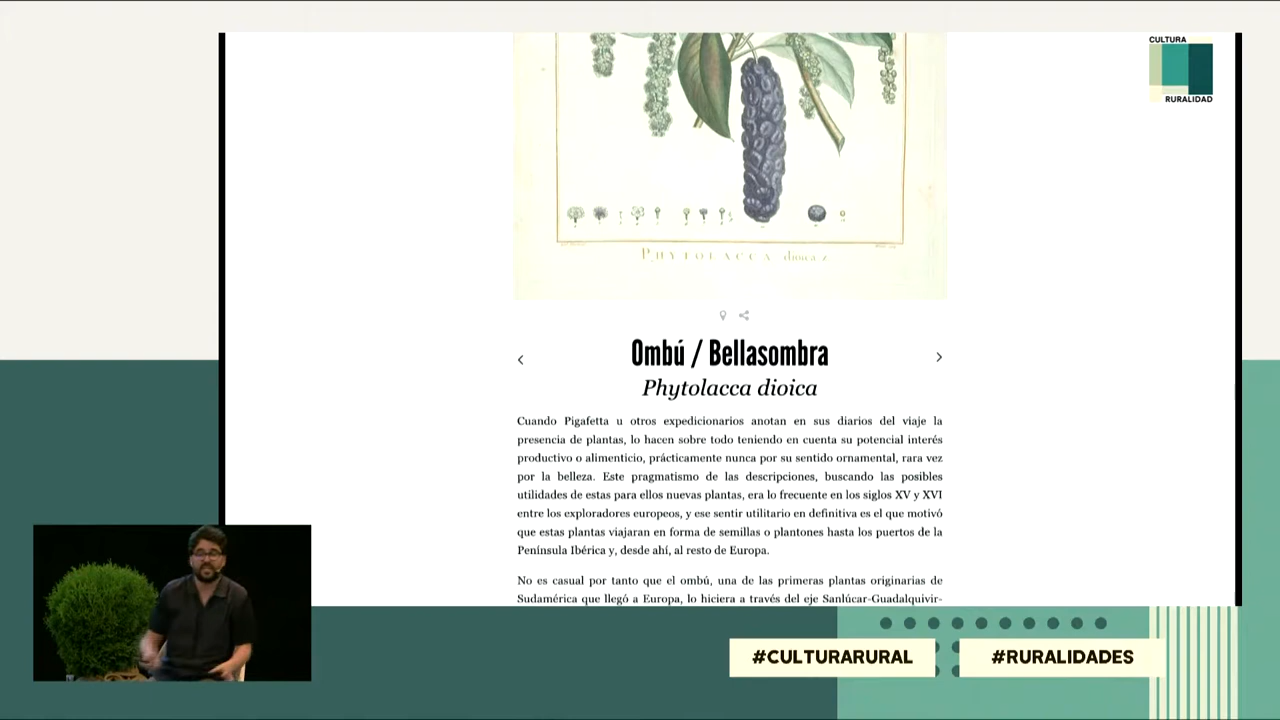 CULTURA
RURALIDAD
PHYTOLACCA dioica
Ombú / Bellasombra
Phytolacca dioica
Cuando Pigafetta u otros expedicionarios anotan en sus diarios del viaje la
presencia de plantas, lo hacen sobre todo teniendo en cuenta su potencial interés
productivo o alimenticio, prácticamente nunca por su sentido ornamental, rara vez
por la belleza. Este pragmatismo de las descripciones, buscando las posibles
utilidades de estas para ellos nuevas plantas, era lo frecuente en los siglos XV y XVI
entre los exploradores europeos, y ese sentir utilitario en definitiva es el que motivó
que estas plantas viajaran en forma de semillas o plantones hasta los puertos de la
Península Ibérica y, desde ahí, al resto de Europa.
No es casual por tanto que el ombú, una de las primeras plantas originarias de
Sudamérica que llegó a Europa, lo hiciera a través del eje Sanlúcar-Guadalquivir-
#CULTURARURAL
#RURALIDADES